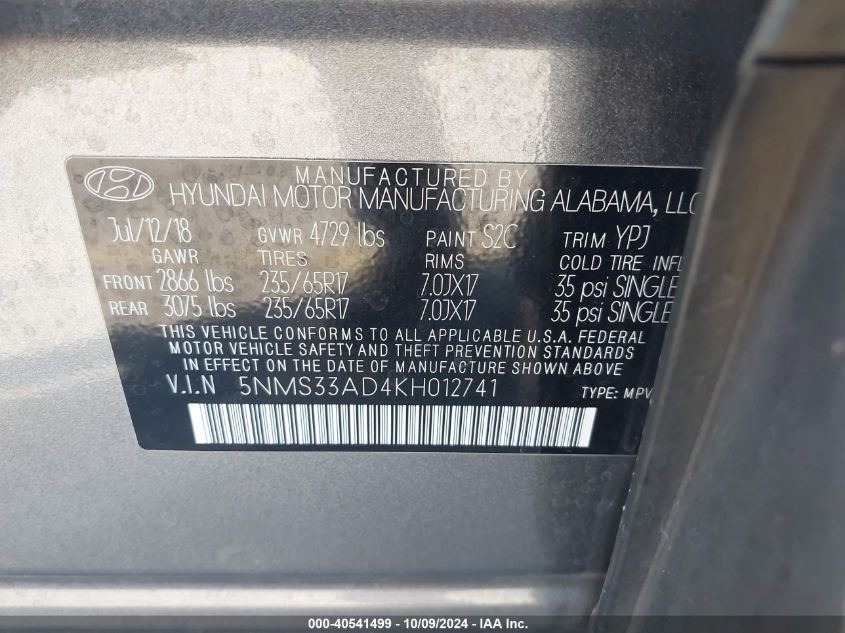 MANUFACTURED BY
HYUNDAI MOTOR MANUFACTURING ALABAMA, LLC
Jul/12/18 GVWR 4729 lbs PAINT S2C TRIM YPJ
GAWR TIRES RIMS COLD TIRE INFL
FRONT 2866 lbs 235/65R17 7.0JX17 35 psi SINGLE
REAR 3075 lbs 235/65R17 7.0JX17 35 psi SINGLE
THIS VEHICLE CONFORMS TO ALL APPLICABLE U.S.A. FEDERAL
MOTOR VEHICLE SAFETY AND THEFT PREVENTION STANDARDS
IN EFFECT ON THE DATE OF MANUFACTURE SHOWN ABOVE.
V.I.N 5NMS33AD4KH012741 TYPE: MPV
000-40541499 - 10/09/2024 - IAA Inc.